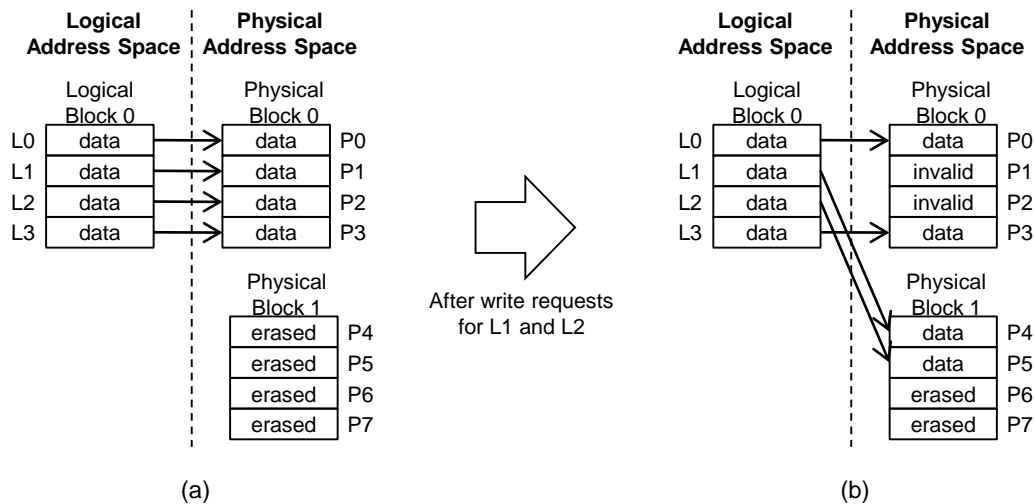 Logical Address Space
Physical Address Space
Logical Block 0
Physical Block 0
L0 data data P0
L1 data data P1
L2 data data P2
L3 data data P3
Physical Block 1
erased P4
erased P5
erased P6
erased P7
(a)
After write requests
for L1 and L2
Logical Address Space
Physical Address Space
Logical Block 0
Physical Block 0
L0 data data P0
L1 data invalid P1
L2 data invalid P2
L3 data data P3
Physical Block 1
data P4
data P5
erased P6
erased P7
(b)